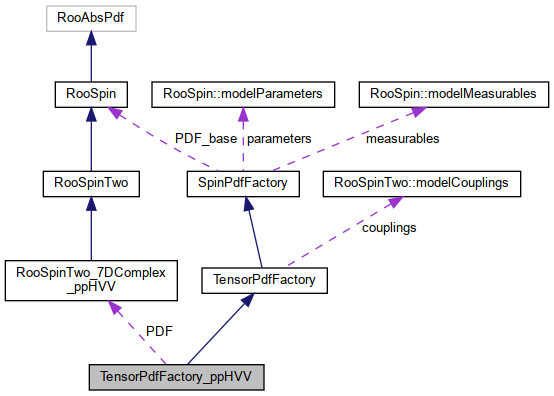 RooAbsPdf
RooSpin
RooSpin::modelParameters
RooSpin::modelMeasurables
PDF_base
parameters
measurables
RooSpinTwo
SpinPdfFactory
RooSpinTwo::modelCouplings
couplings
RooSpinTwo_7DComplex
_ppHVV
TensorPdfFactory
PDF
TensorPdfFactory_ppHVV